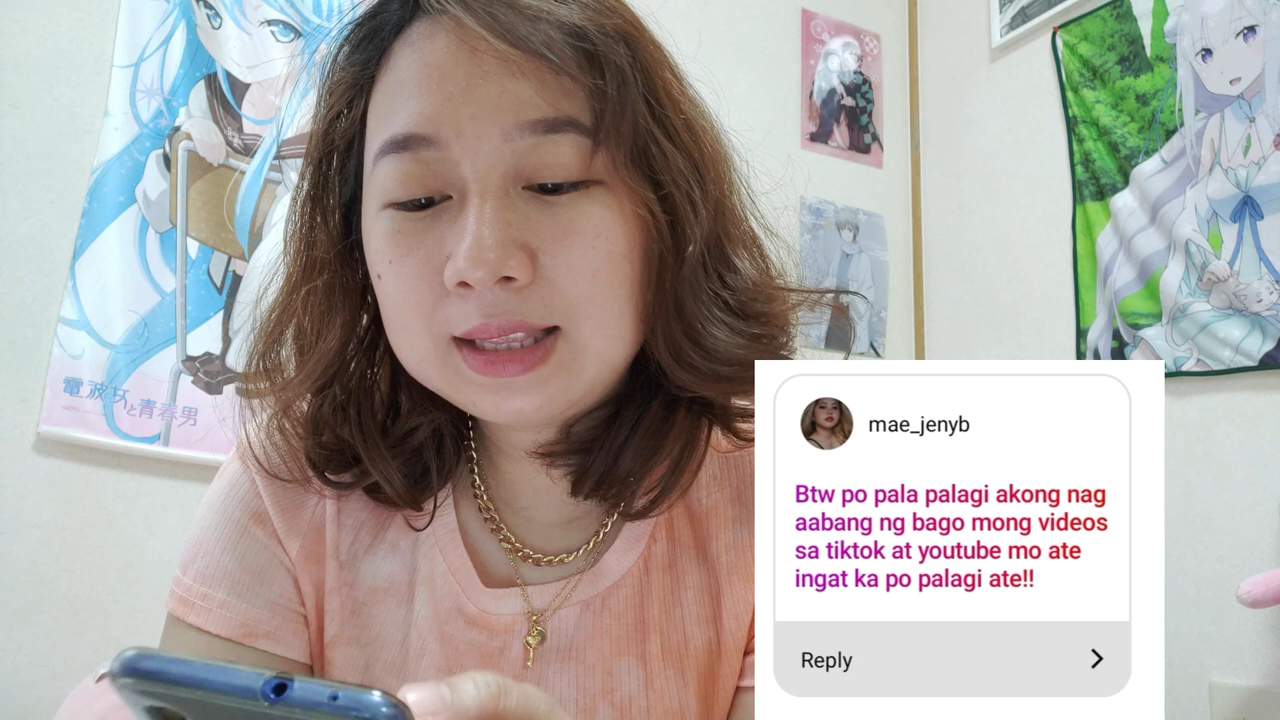 電波女と青春男
mae_jenyb
Btw po pala palagi akong nag
aabang ng bago mong videos
sa tiktok at youtube mo ate
ingat ka po palagi ate!!
Reply